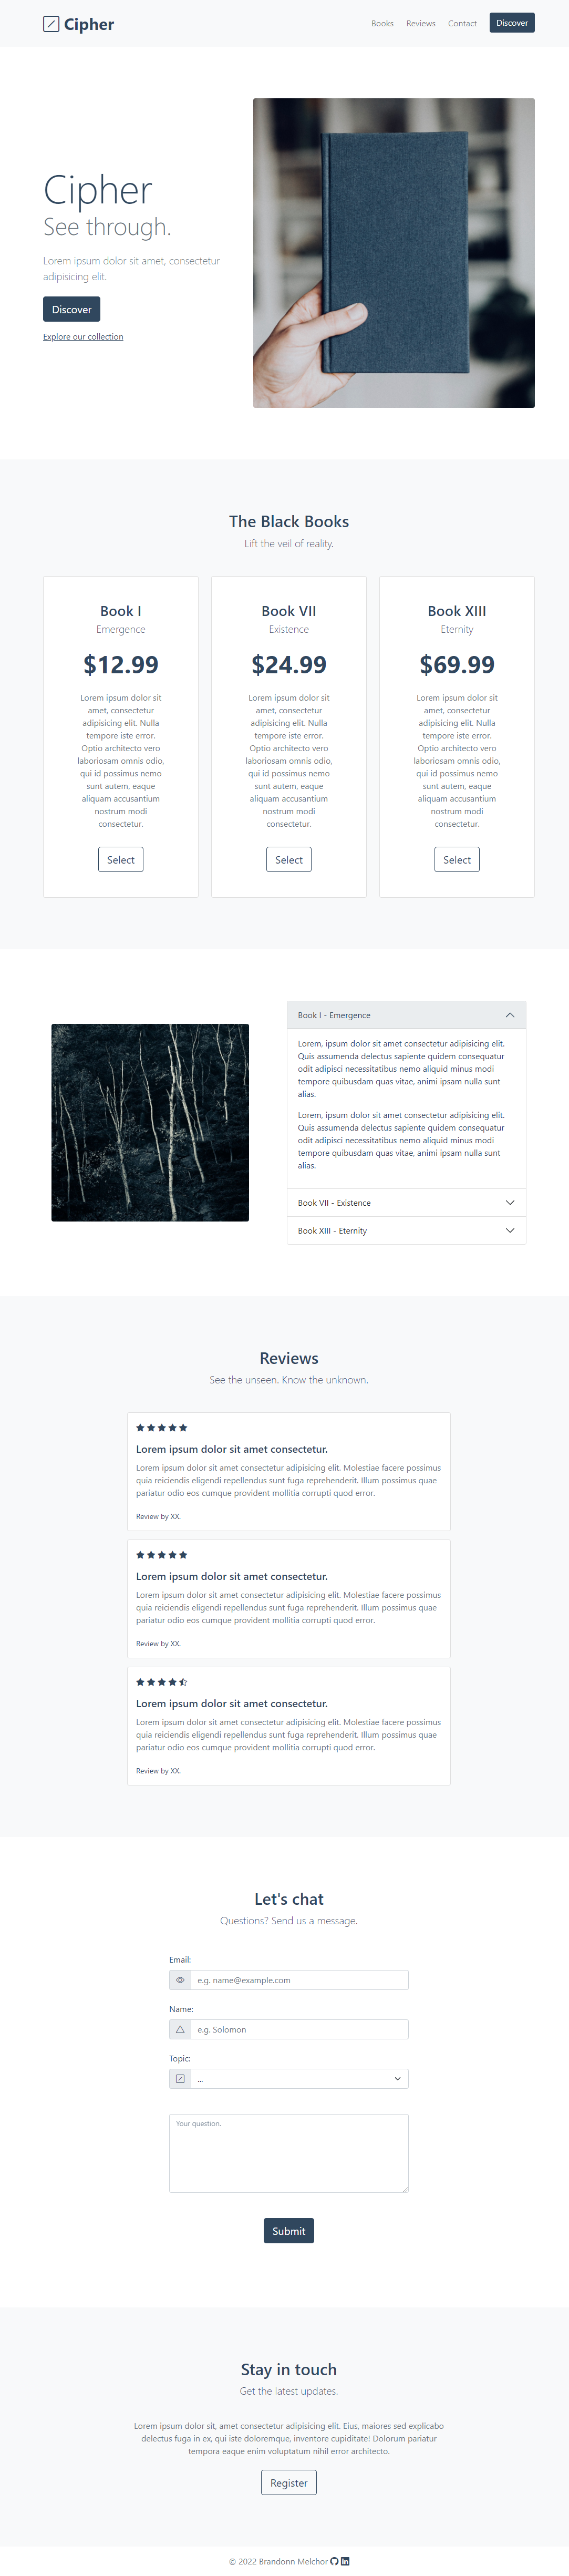 Cipher
Books Reviews Contact Discover
Cipher
See through.
Lorem ipsum dolor sit amet, consectetur
adipisicing elit.
Discover
Explore our collection
The Black Books
Lift the veil of reality.
Book I
Emergence
$12.99
Lorem ipsum dolor sit
amet, consectetur
adipisicing elit. Nulla
tempore iste error.
Optio architecto vero
laboriosam omnis odio,
qui id possimus nemo
sunt autem, eaque
aliquam accusantium
nostrum modi
consectetur.
Select
Book VII
Existence
$24.99
Lorem ipsum dolor sit
amet, consectetur
adipisicing elit. Nulla
tempore iste error.
Optio architecto vero
laboriosam omnis odio,
qui id possimus nemo
sunt autem, eaque
aliquam accusantium
nostrum modi
consectetur.
Select
Book XIII
Eternity
$69.99
Lorem ipsum dolor sit
amet, consectetur
adipisicing elit. Nulla
tempore iste error.
Optio architecto vero
laboriosam omnis odio,
qui id possimus nemo
sunt autem, eaque
aliquam accusantium
nostrum modi
consectetur.
Select
Book I - Emergence
Lorem, ipsum dolor sit amet consectetur adipisicing elit.
Quis assumenda delectus sapiente quidem consequatur
odit adipisci necessitatibus nemo aliquid minus modi
tempore quibusdam quas vitae, animi ipsam nulla sunt
alias.
Lorem, ipsum dolor sit amet consectetur adipisicing elit.
Quis assumenda delectus sapiente quidem consequatur
odit adipisci necessitatibus nemo aliquid minus modi
tempore quibusdam quas vitae, animi ipsam nulla sunt
alias.
Book VII - Existence
Book XIII - Eternity
Reviews
See the unseen. Know the unknown.
Lorem ipsum dolor sit amet consectetur.
Lorem ipsum dolor sit amet consectetur adipisicing elit. Molestiae facere possimus
quia reiciendis eligendi repellendus sunt fuga reprehenderit. Illum possimus quae
pariatur odio eos cumque provident mollitia corrupti quod error.
Review by XX.
Lorem ipsum dolor sit amet consectetur.
Lorem ipsum dolor sit amet consectetur adipisicing elit. Molestiae facere possimus
quia reiciendis eligendi repellendus sunt fuga reprehenderit. Illum possimus quae
pariatur odio eos cumque provident mollitia corrupti quod error.
Review by XX.
Lorem ipsum dolor sit amet consectetur.
Lorem ipsum dolor sit amet consectetur adipisicing elit. Molestiae facere possimus
quia reiciendis eligendi repellendus sunt fuga reprehenderit. Illum possimus quae
pariatur odio eos cumque provident mollitia corrupti quod error.
Review by XX.
Let's chat
Questions? Send us a message.
Email:
e.g. name@example.com
Name:
e.g. Solomon
Topic:
...
Your question.
Submit
Stay in touch
Get the latest updates.
Lorem ipsum dolor sit, amet consectetur adipisicing elit. Eius, maiores sed explicabo
delectus fuga in ex, qui iste doloremque, inventore cupiditate! Dolorum pariatur
tempora eaque enim voluptatum nihil error architecto.
Register
© 2022 Brandonn Melchor